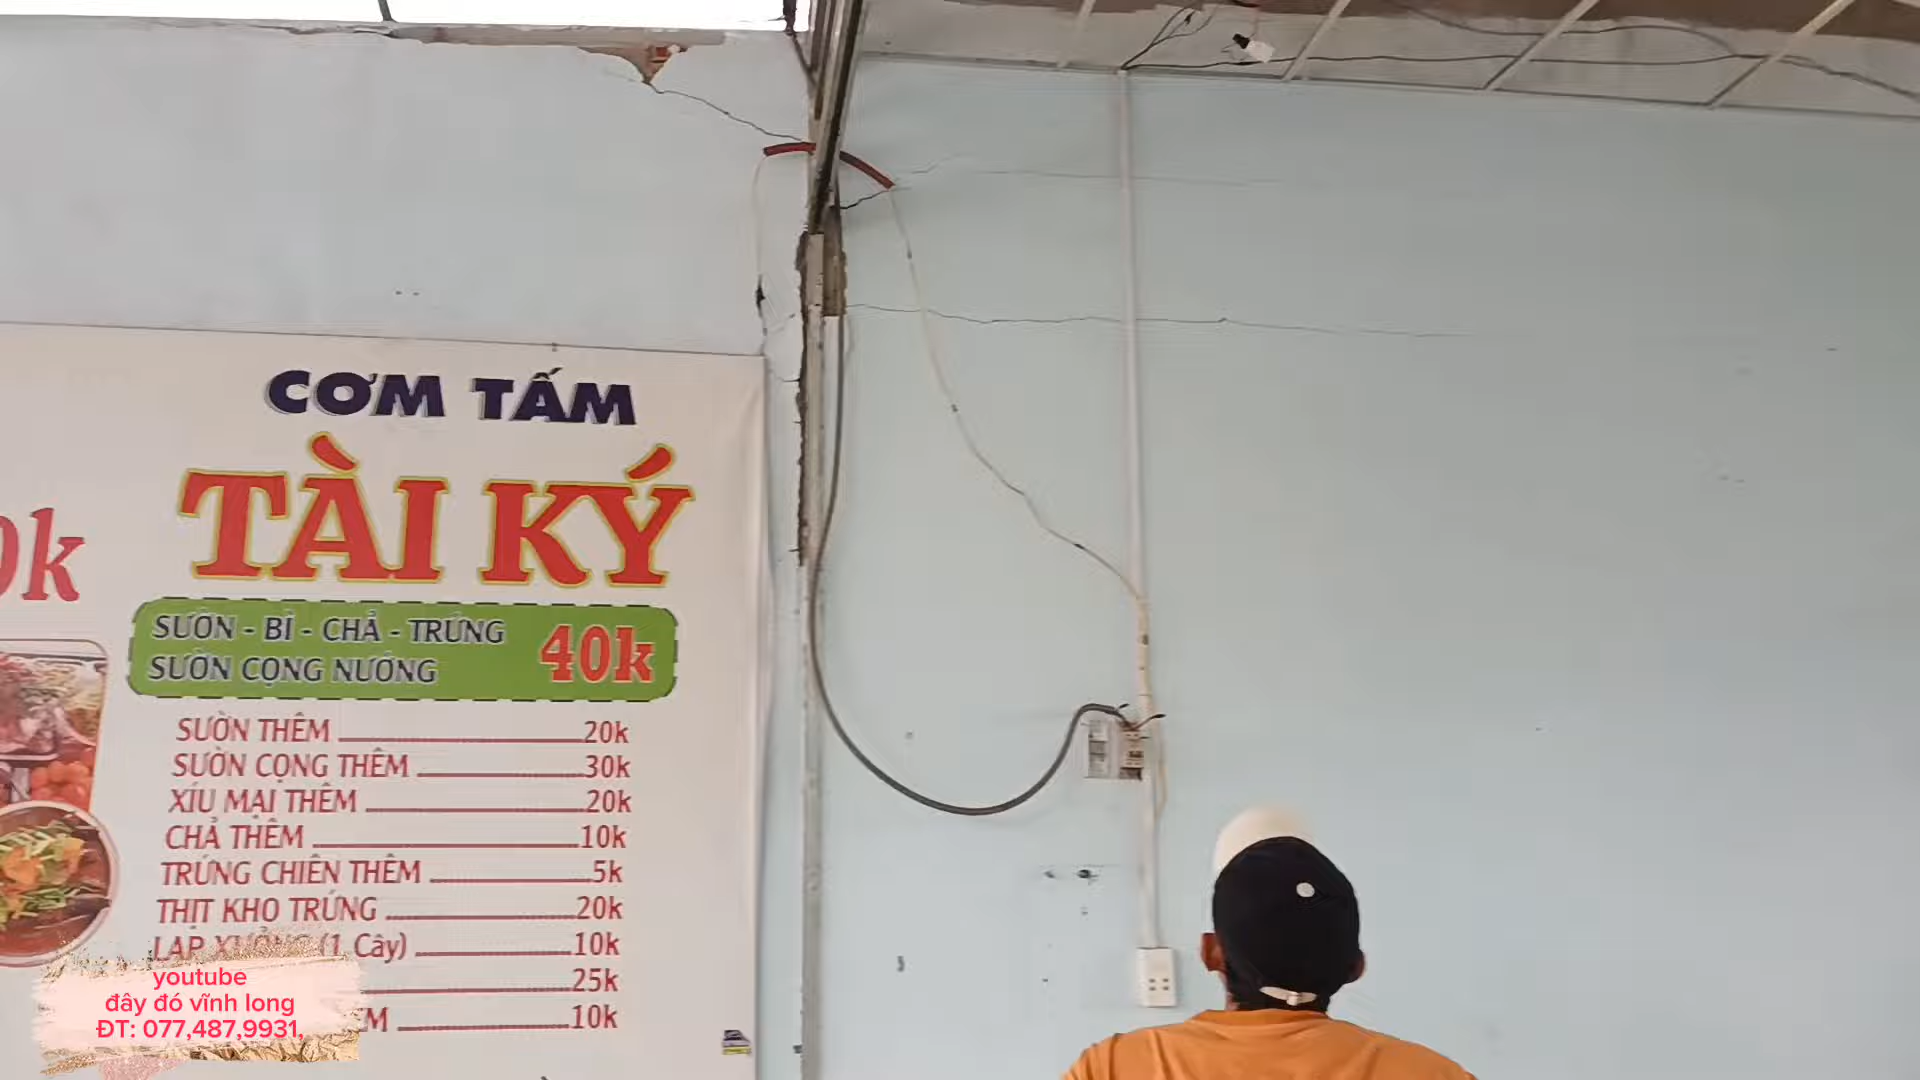 CƠM TẤM
TÀI KÝ
0k
SƯỜN - BÌ - CHẢ - TRỨNG
SƯỜN CỌNG NƯỚNG
40k
SƯỜN THÊM 20k
SƯỜN CỌNG THÊM 30k
XÍU MẠI THÊM 20k
CHẢ THÊM 10k
TRỨNG CHIÊN THÊM 5k
THỊT KHO TRỨNG 20k
LẠP XƯỞNG (1 Cây) 10k
25k
10k
youtube
đây đó vĩnh long
ĐT: 077,487,9931,